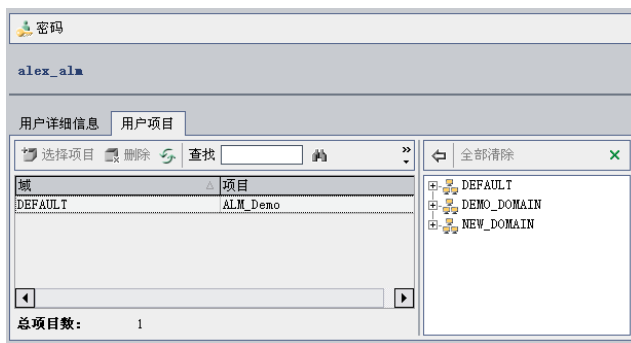 密码
alex_alm
用户详细信息 用户项目
选择项目 删除 查找 » 全部清除
域 项目
DEFAULT ALM_Demo
DEFAULT
DEMO_DOMAIN
NEW_DOMAIN
总项目数: 1